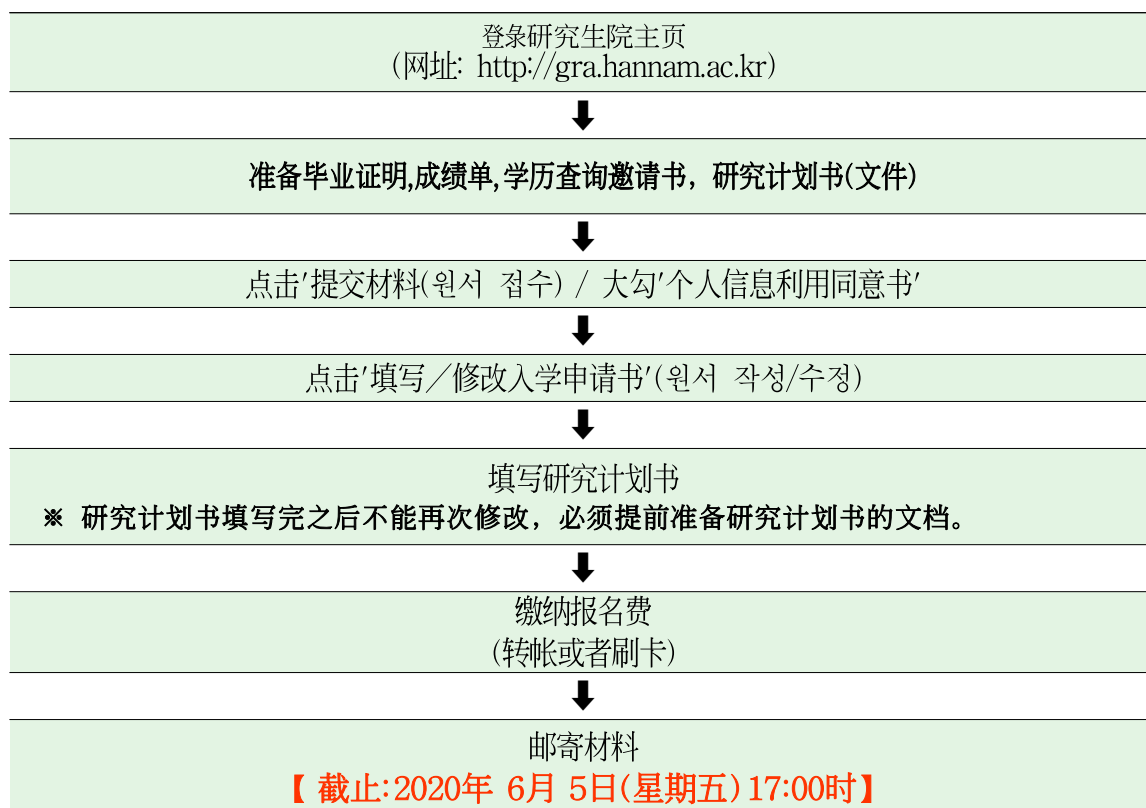 登录研究生院主页
(网址: http://gra.hannam.ac.kr)
准备毕业证明,成绩单,学历查询邀请书，研究计划书(文件)
点击'提交材料(원서 접수) / 大勾'个人信息利用同意书'
点击'填写／修改入学申请书'(원서 작성/수정)
填写研究计划书
※ 研究计划书填写完之后不能再次修改，必须提前准备研究计划书的文档。
缴纳报名费
(转帐或者刷卡)
邮寄材料
【 截止:2020年 6月 5日(星期五) 17:00时】